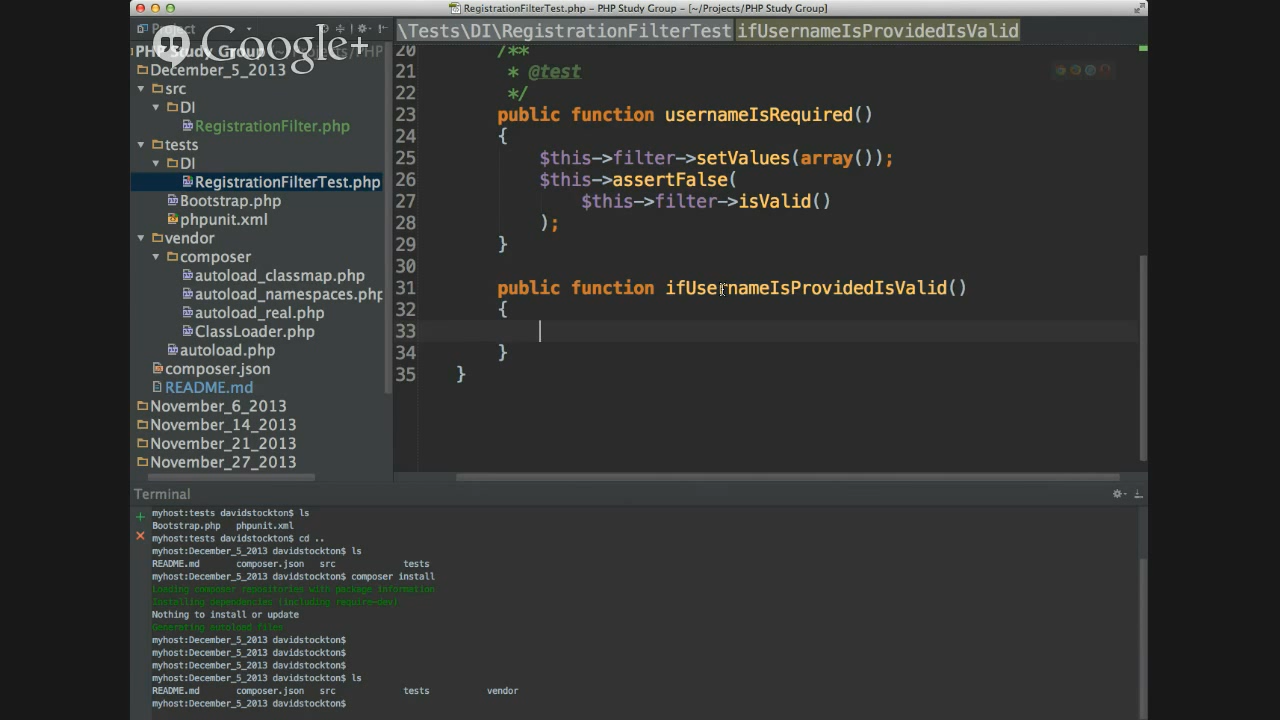 RegistrationFilterTest.php - PHP Study Group - [~/Projects/PHP Study Group]
Project
Google+
\Tests\DI\RegistrationFilterTest ifUsernameIsProvidedIsValid
PHP Study Group
December_5_2013
src
DI
RegistrationFilter.php
tests
DI
RegistrationFilterTest.php
Bootstrap.php
phpunit.xml
vendor
composer
autoload_classmap.php
autoload_namespaces.php
autoload_real.php
ClassLoader.php
autoload.php
composer.json
README.md
November_6_2013
November_14_2013
November_21_2013
November_27_2013
20 /**
21 * @test
22 */
23 public function usernameIsRequired()
24 {
25 $this->filter->setValues(array());
26 $this->assertFalse(
27 $this->filter->isValid()
28 );
29 }
30
31 public function ifUsernameIsProvidedIsValid()
32 {
33
34 }
35 }
Terminal
myhost:tests davidstockton$ ls
Bootstrap.php phpunit.xml
myhost:tests davidstockton$ cd ..
myhost:December_5_2013 davidstockton$ ls
README.md composer.json src tests
myhost:December_5_2013 davidstockton$ composer install
Loading composer repositories with package information
Installing dependencies (including require-dev)
Nothing to install or update
Generating autoload files
myhost:December_5_2013 davidstockton$
myhost:December_5_2013 davidstockton$
myhost:December_5_2013 davidstockton$
myhost:December_5_2013 davidstockton$ ls
README.md composer.json src tests vendor
myhost:December_5_2013 davidstockton$